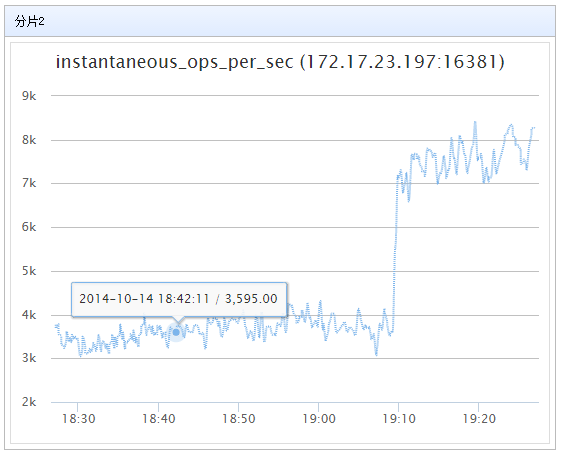 分片2
instantaneous_ops_per_sec (172.17.23.197:16381)
9k
8k
7k
6k
5k
2014-10-14 18:42:11 / 3,595.00
4k
3k
2k
18:30 18:40 18:50 19:00 19:10 19:20